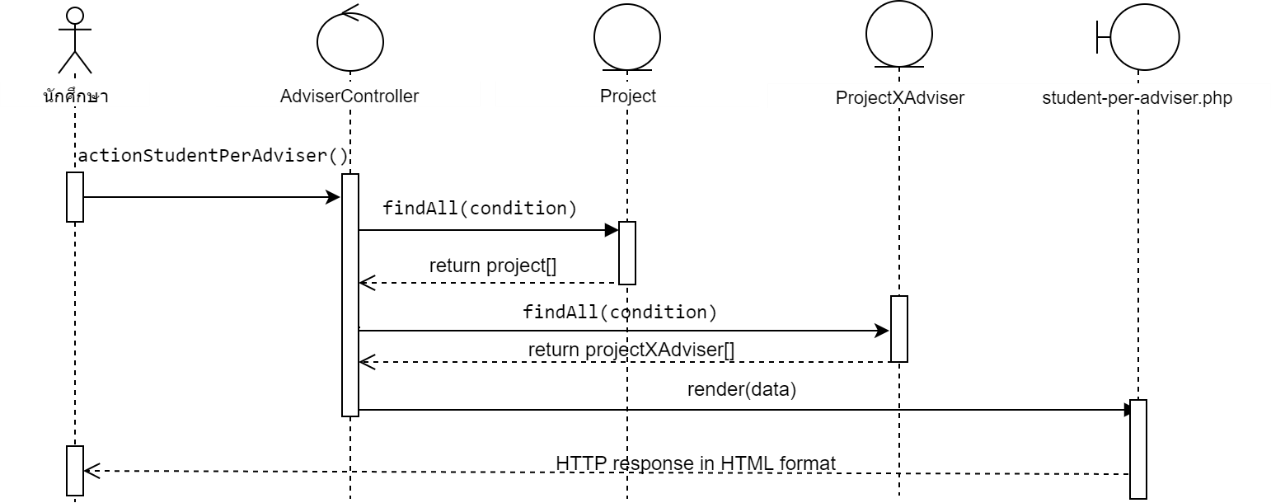 นักศึกษา
AdviserController
Project
ProjectXAdviser
student-per-adviser.php
actionStudentPerAdviser()
findAll(condition)
return project[]
findAll(condition)
return projectXAdviser[]
render(data)
HTTP response in HTML format